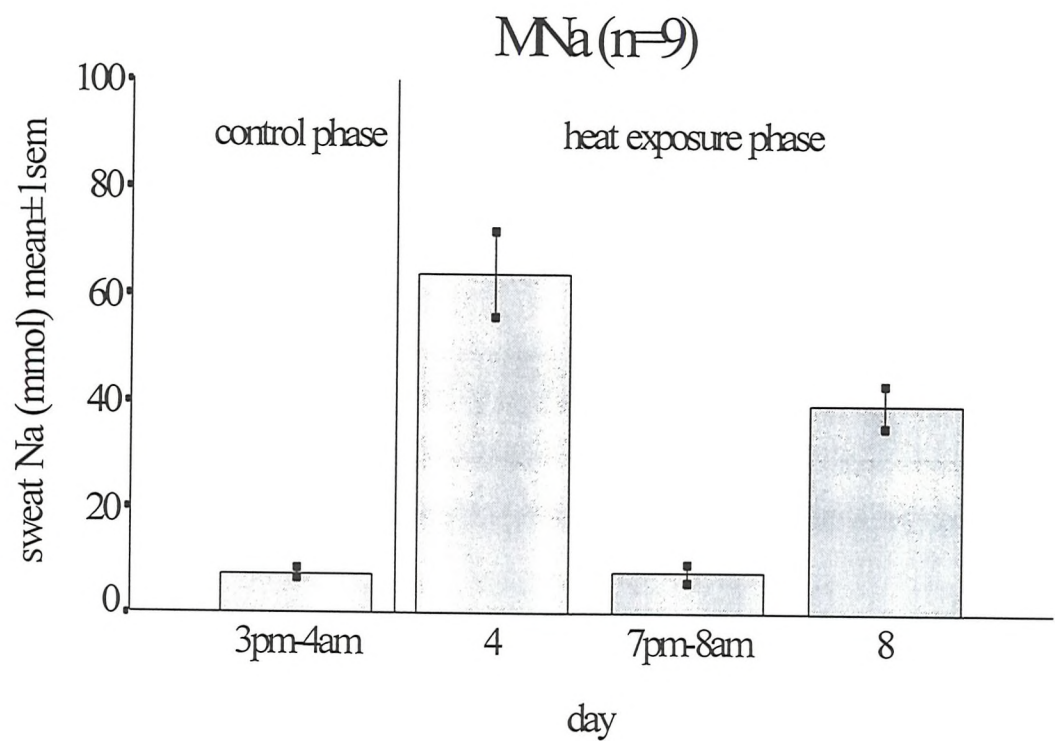 MNa (n=9)
100
control phase
heat exposure phase
80
60
40
20
0
sweat Na (mmol) mean±1sem
3pm-4am
4
7pm-8am
8
day